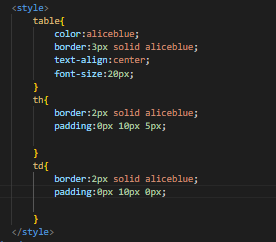 <style>
table{
color:aliceblue;
border:3px solid aliceblue;
text-align:center;
font-size:20px;
}
th{
border:2px solid aliceblue;
padding:0px 10px 5px;
}
td{
border:2px solid aliceblue;
padding:0px 10px 0px;
}
</style>